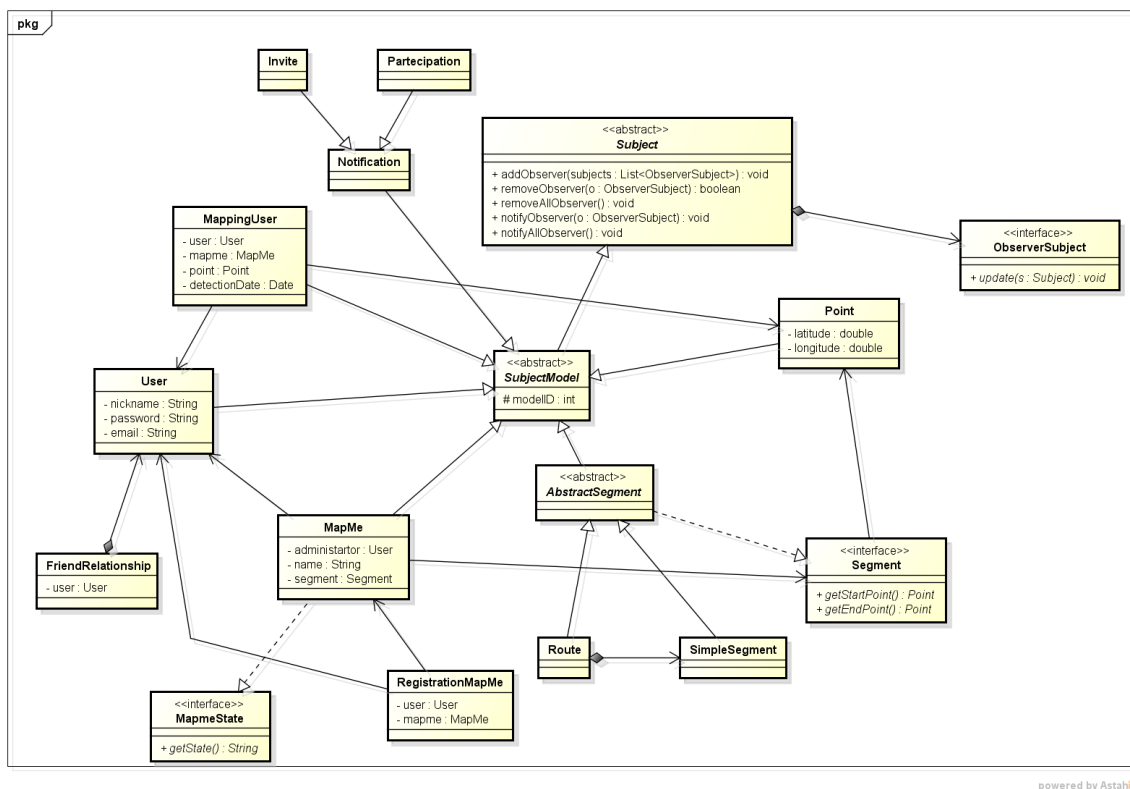 pkg
Invite
Partecipation
Notification
<<abstract>>
Subject
+ addObserver(subjects : List<ObserverSubject>) : void
+ removeObserver(o : ObserverSubject) : boolean
+ removeAllObserver() : void
+ notifyObserver(o : ObserverSubject) : void
+ notifyAllObserver() : void
MappingUser
- user : User
- mapme : MapMe
- point : Point
- detectionDate : Date
<<interface>>
ObserverSubject
+ update(s : Subject) : void
Point
- latitude : double
- longitude : double
<<abstract>>
SubjectModel
# modelID : int
User
- nickname : String
- password : String
- email : String
<<abstract>>
AbstractSegment
MapMe
- administartor : User
- name : String
- segment : Segment
<<interface>>
Segment
+ getStartPoint() : Point
+ getEndPoint() : Point
FriendRelationship
- user : User
Route
SimpleSegment
RegistrationMapMe
- user : User
- mapme : MapMe
<<interface>>
MapmeState
+ getState() : String
powered by Astah